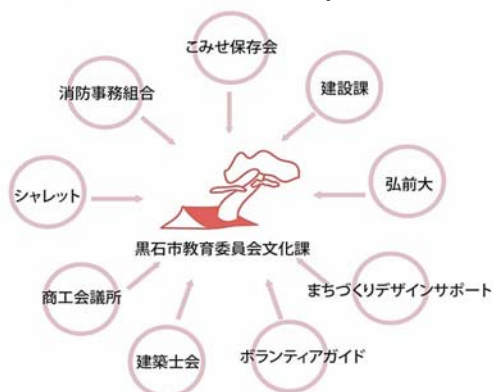 こみせ保存会
消防事務組合
建設課
シャレット
弘前大
黒石市教育委員会文化課
商工会議所
まちづくりデザインサポート
建築士会
ボランティアガイド